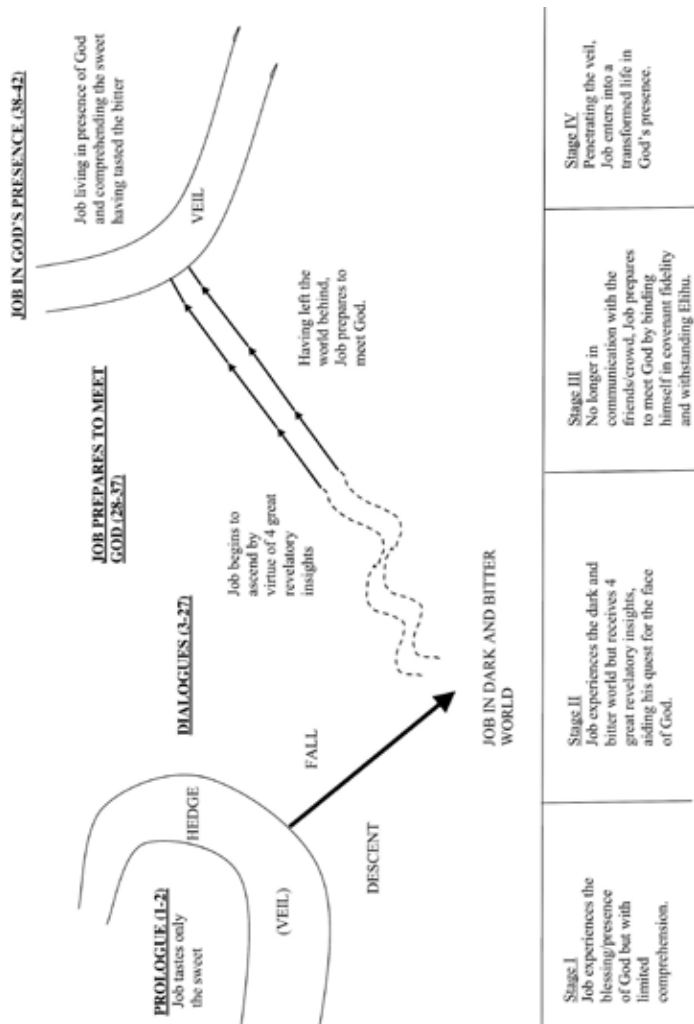 PROLOGUE (1-2)
Job tastes only
the sweet
HEDGE
(VEIL)
DESCENT
FALL
DIALOGUES (3-27)
JOB IN DARK AND BITTER
WORLD
Job begins to
ascend by
virtue of 4 great
revelatory
insights
JOB PREPARES TO MEET
GOD (28-37)
Having left the
world behind,
Job prepares to
meet God.
JOB IN GOD'S PRESENCE (38-42)
Job living in presence of God
and comprehending the sweet
having tasted the bitter
VEIL
Stage I
Job experiences the
blessing/presence
of God but with
limited
comprehension.
Stage II
Job experiences the dark and
bitter world but receives 4
great revelatory insights,
aiding his quest for the face
of God.
Stage III
No longer in
communication with the
friends/crowd, Job prepares
to meet God by binding
himself in covenant fidelity
and withstanding Elihu.
Stage IV
Penetrating the veil,
Job enters into a
transformed life in
God's presence.